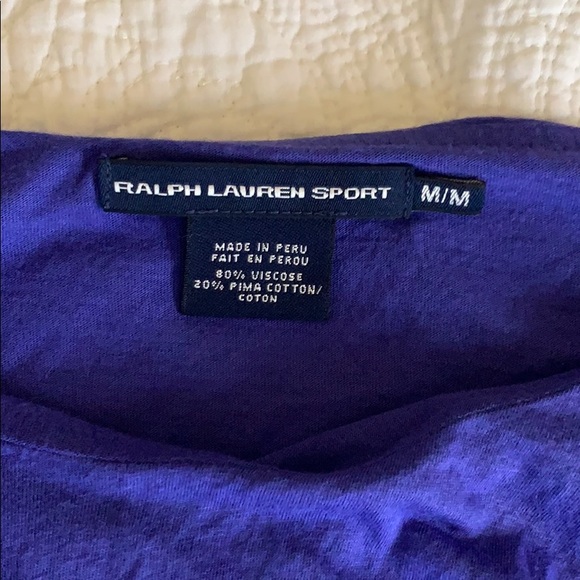 RALPH LAUREN SPORT M/M
MADE IN PERU
FAIT EN PEROU
80% VISCOSE
20% PIMA COTTON/
COTON